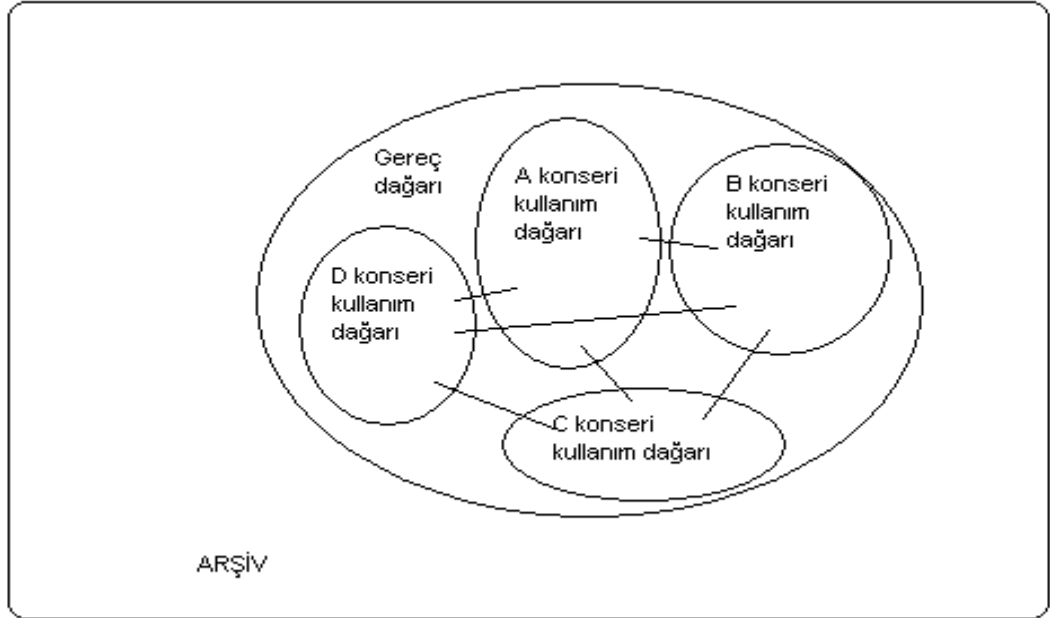 Gereç
dağarı
A konseri
kullanım
dağarı
B konseri
kullanım
dağarı
D konseri
kullanım
dağarı
C konseri
kullanım dağarı
ARŞİV